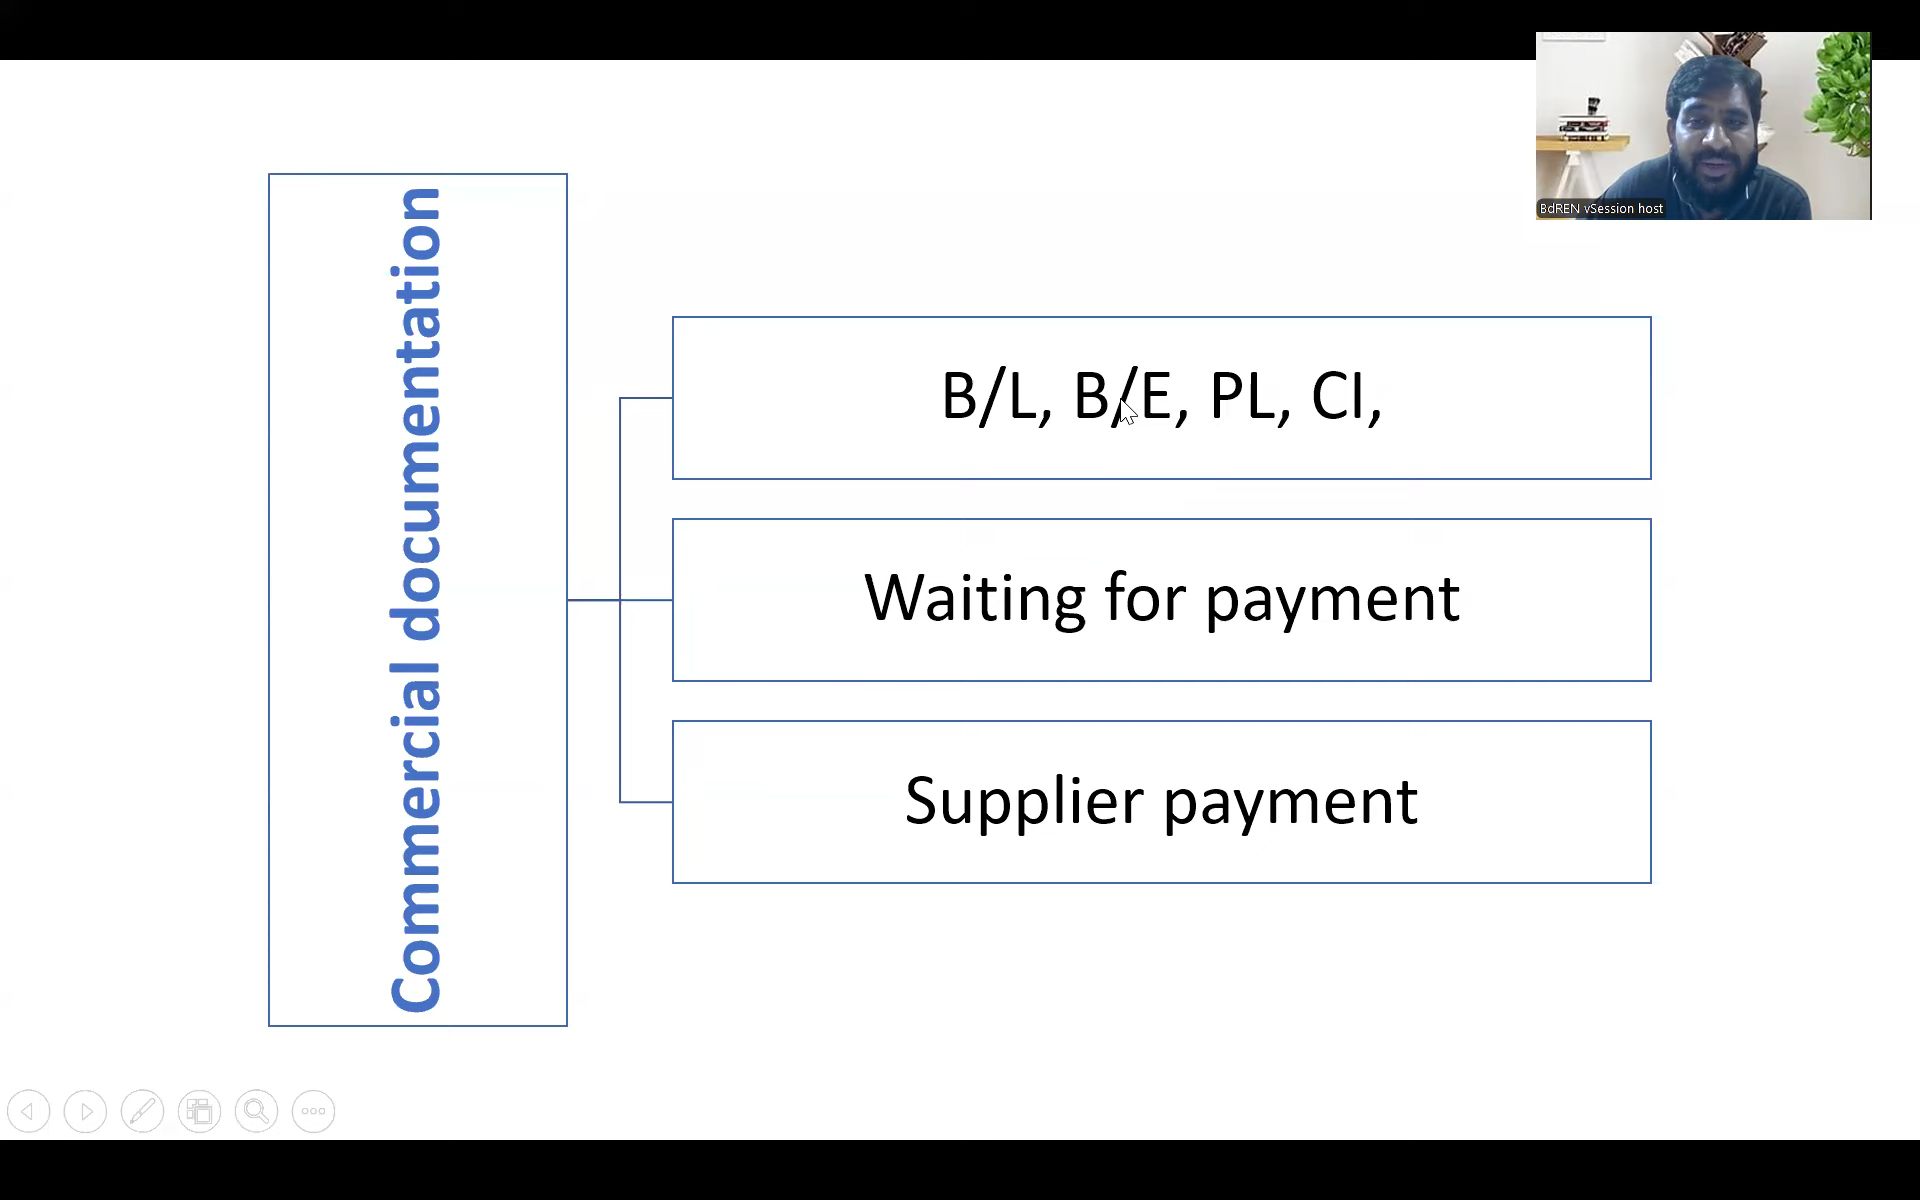 BdREN vSession host
Commercial documentation
B/L, B/E, PL, CI,
Waiting for payment
Supplier payment